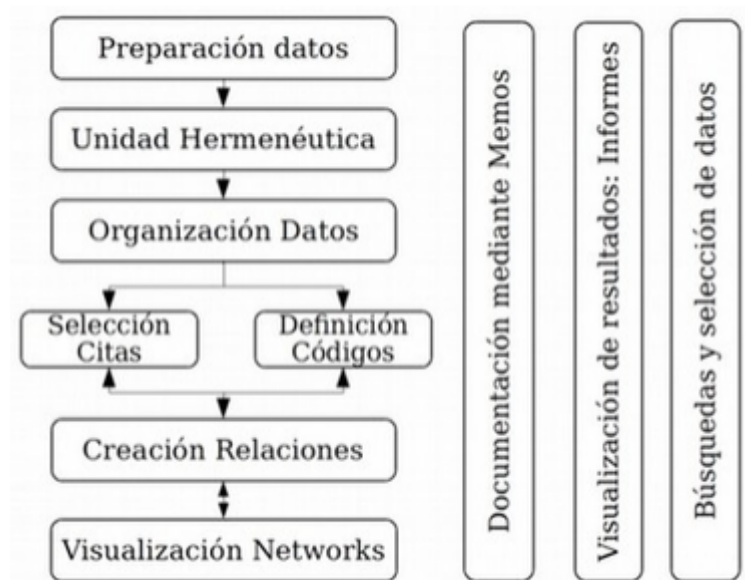 Preparación datos
Unidad Hermenéutica
Organización Datos
Selección
Citas
Definición
Códigos
Creación Relaciones
Visualización Networks
Documentación mediante Memos
Visualización de resultados: Informes
Búsquedas y selección de datos